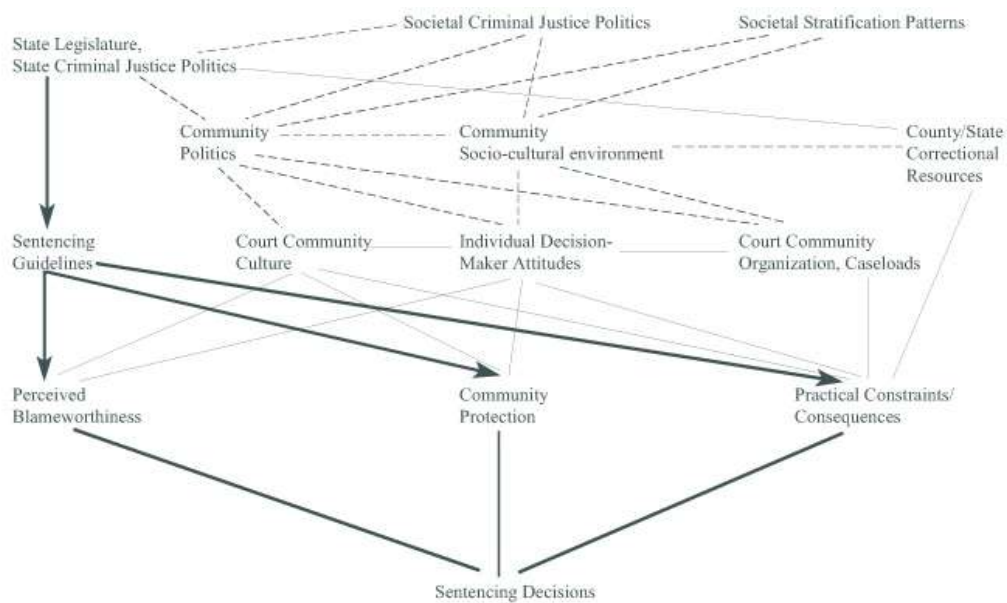 Societal Criminal Justice Politics
Societal Stratification Patterns
State Legislature,
State Criminal Justice Politics
Community
Politics
Community
Socio-cultural environment
County/State
Correctional
Resources
Sentencing
Guidelines
Court Community
Culture
Individual Decision-
Maker Attitudes
Court Community
Organization, Caseloads
Perceived
Blameworthiness
Community
Protection
Practical Constraints/
Consequences
Sentencing Decisions